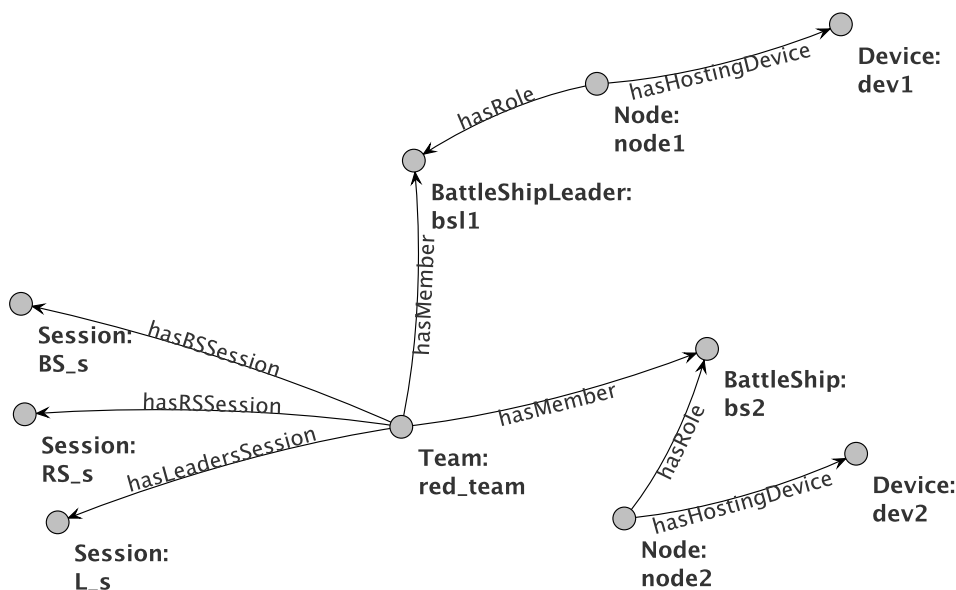 Device:
dev1
hasHostingDevice
hasRole
Node:
node1
BattleShipLeader:
bsl1
hasMember
Session:
BS_s
hasBSSession
BattleShip:
bs2
hasMember
hasRSSession
hasRole
Session:
RS_s
hasLeadersSession
Team:
red_team
Device:
dev2
hasHostingDevice
Session:
L_s
Node:
node2